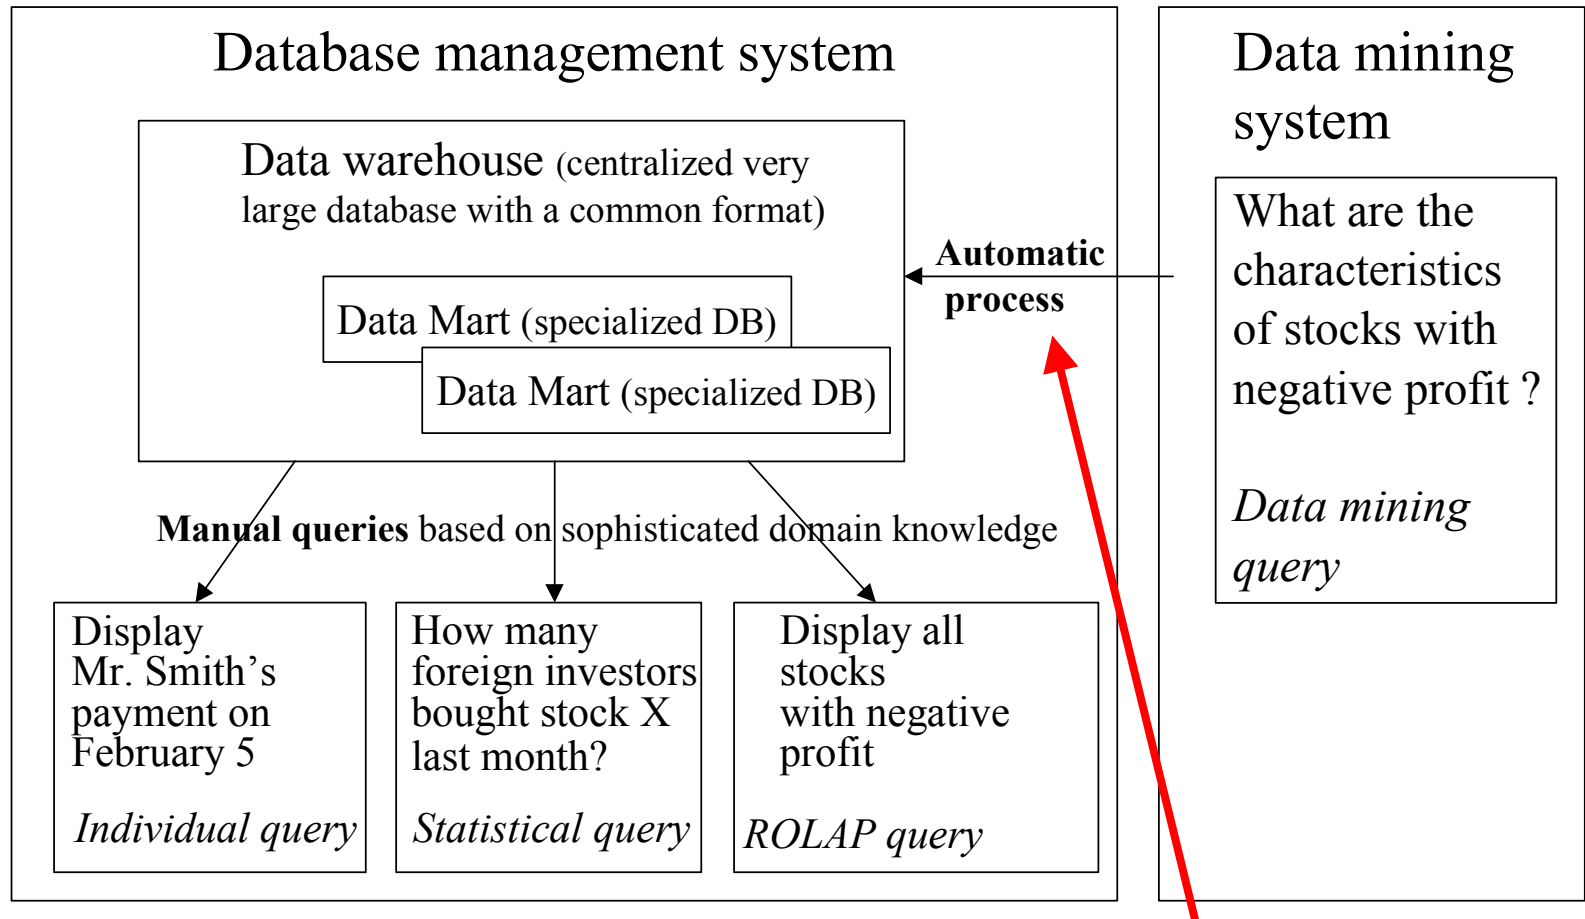 Database management system
Data warehouse (centralized very
large database with a common format)
Data Mart (specialized DB)
Data Mart (specialized DB)
Automatic
process
Manual queries based on sophisticated domain knowledge
Display
Mr. Smith’s
payment on
February 5
Individual query
How many
foreign investors
bought stock X
last month?
Statistical query
Display all
stocks
with negative
profit
ROLAP query
Data mining
system
What are the
characteristics
of stocks with
negative profit ?
Data mining
query